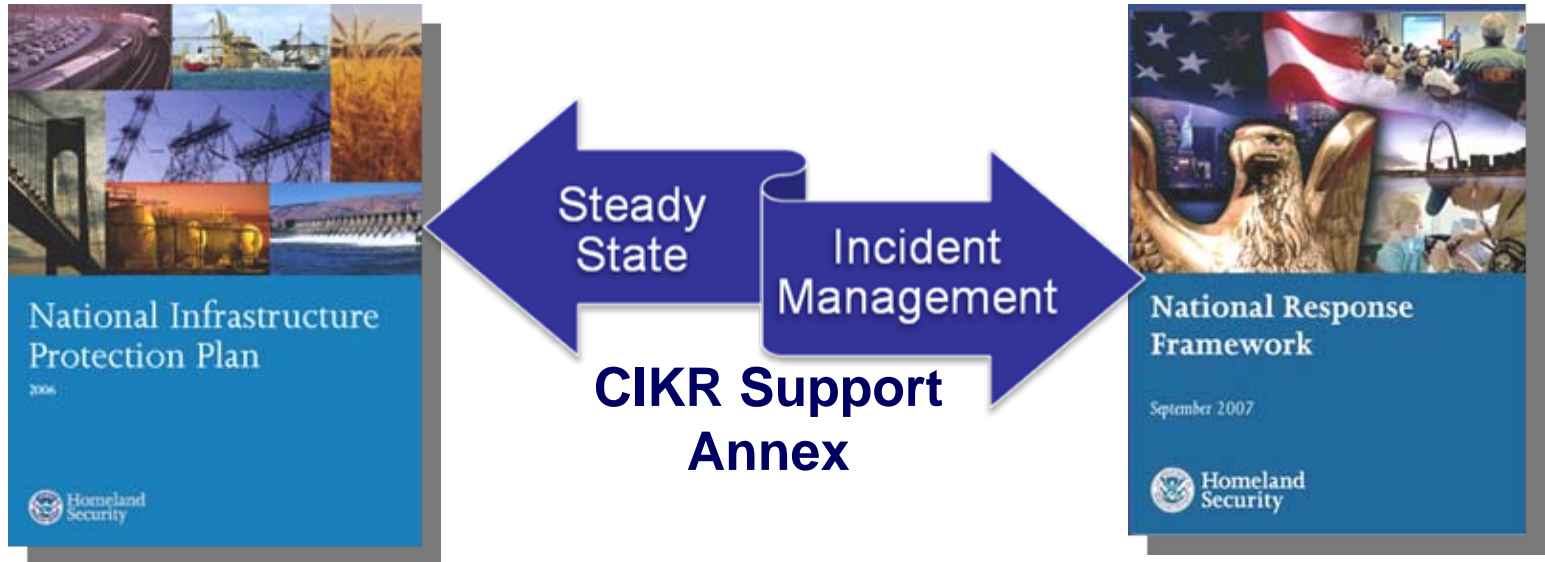 National Infrastructure
Protection Plan
2006
Homeland
Security
Steady
State
Incident
Management
CIKR Support
Annex
National Response
Framework
September 2007
Homeland
Security